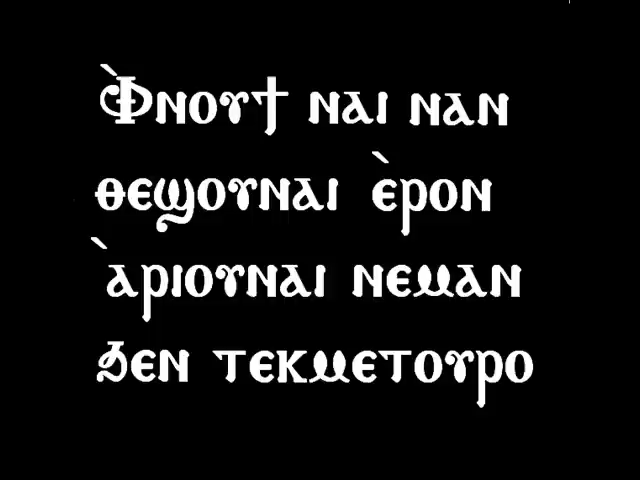 Ⲫ̀ⲛⲟⲩϯ ⲛⲁⲓ ⲛⲁⲛ
ⲑⲉϣⲟⲩⲛⲁⲓ ⲉ̀ⲣⲟⲛ
ⲁ̀ⲣⲓⲟⲩⲛⲁⲓ ⲛⲉⲙⲁⲛ
ϧⲉⲛ ⲧⲉⲕⲙⲉⲧⲟⲩⲣⲟ